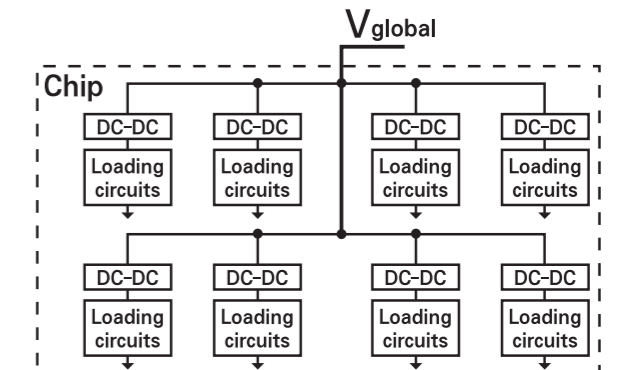 Vglobal
Chip
DC-DC DC-DC DC-DC DC-DC
Loading circuits Loading circuits Loading circuits Loading circuits
DC-DC DC-DC DC-DC DC-DC
Loading circuits Loading circuits Loading circuits Loading circuits